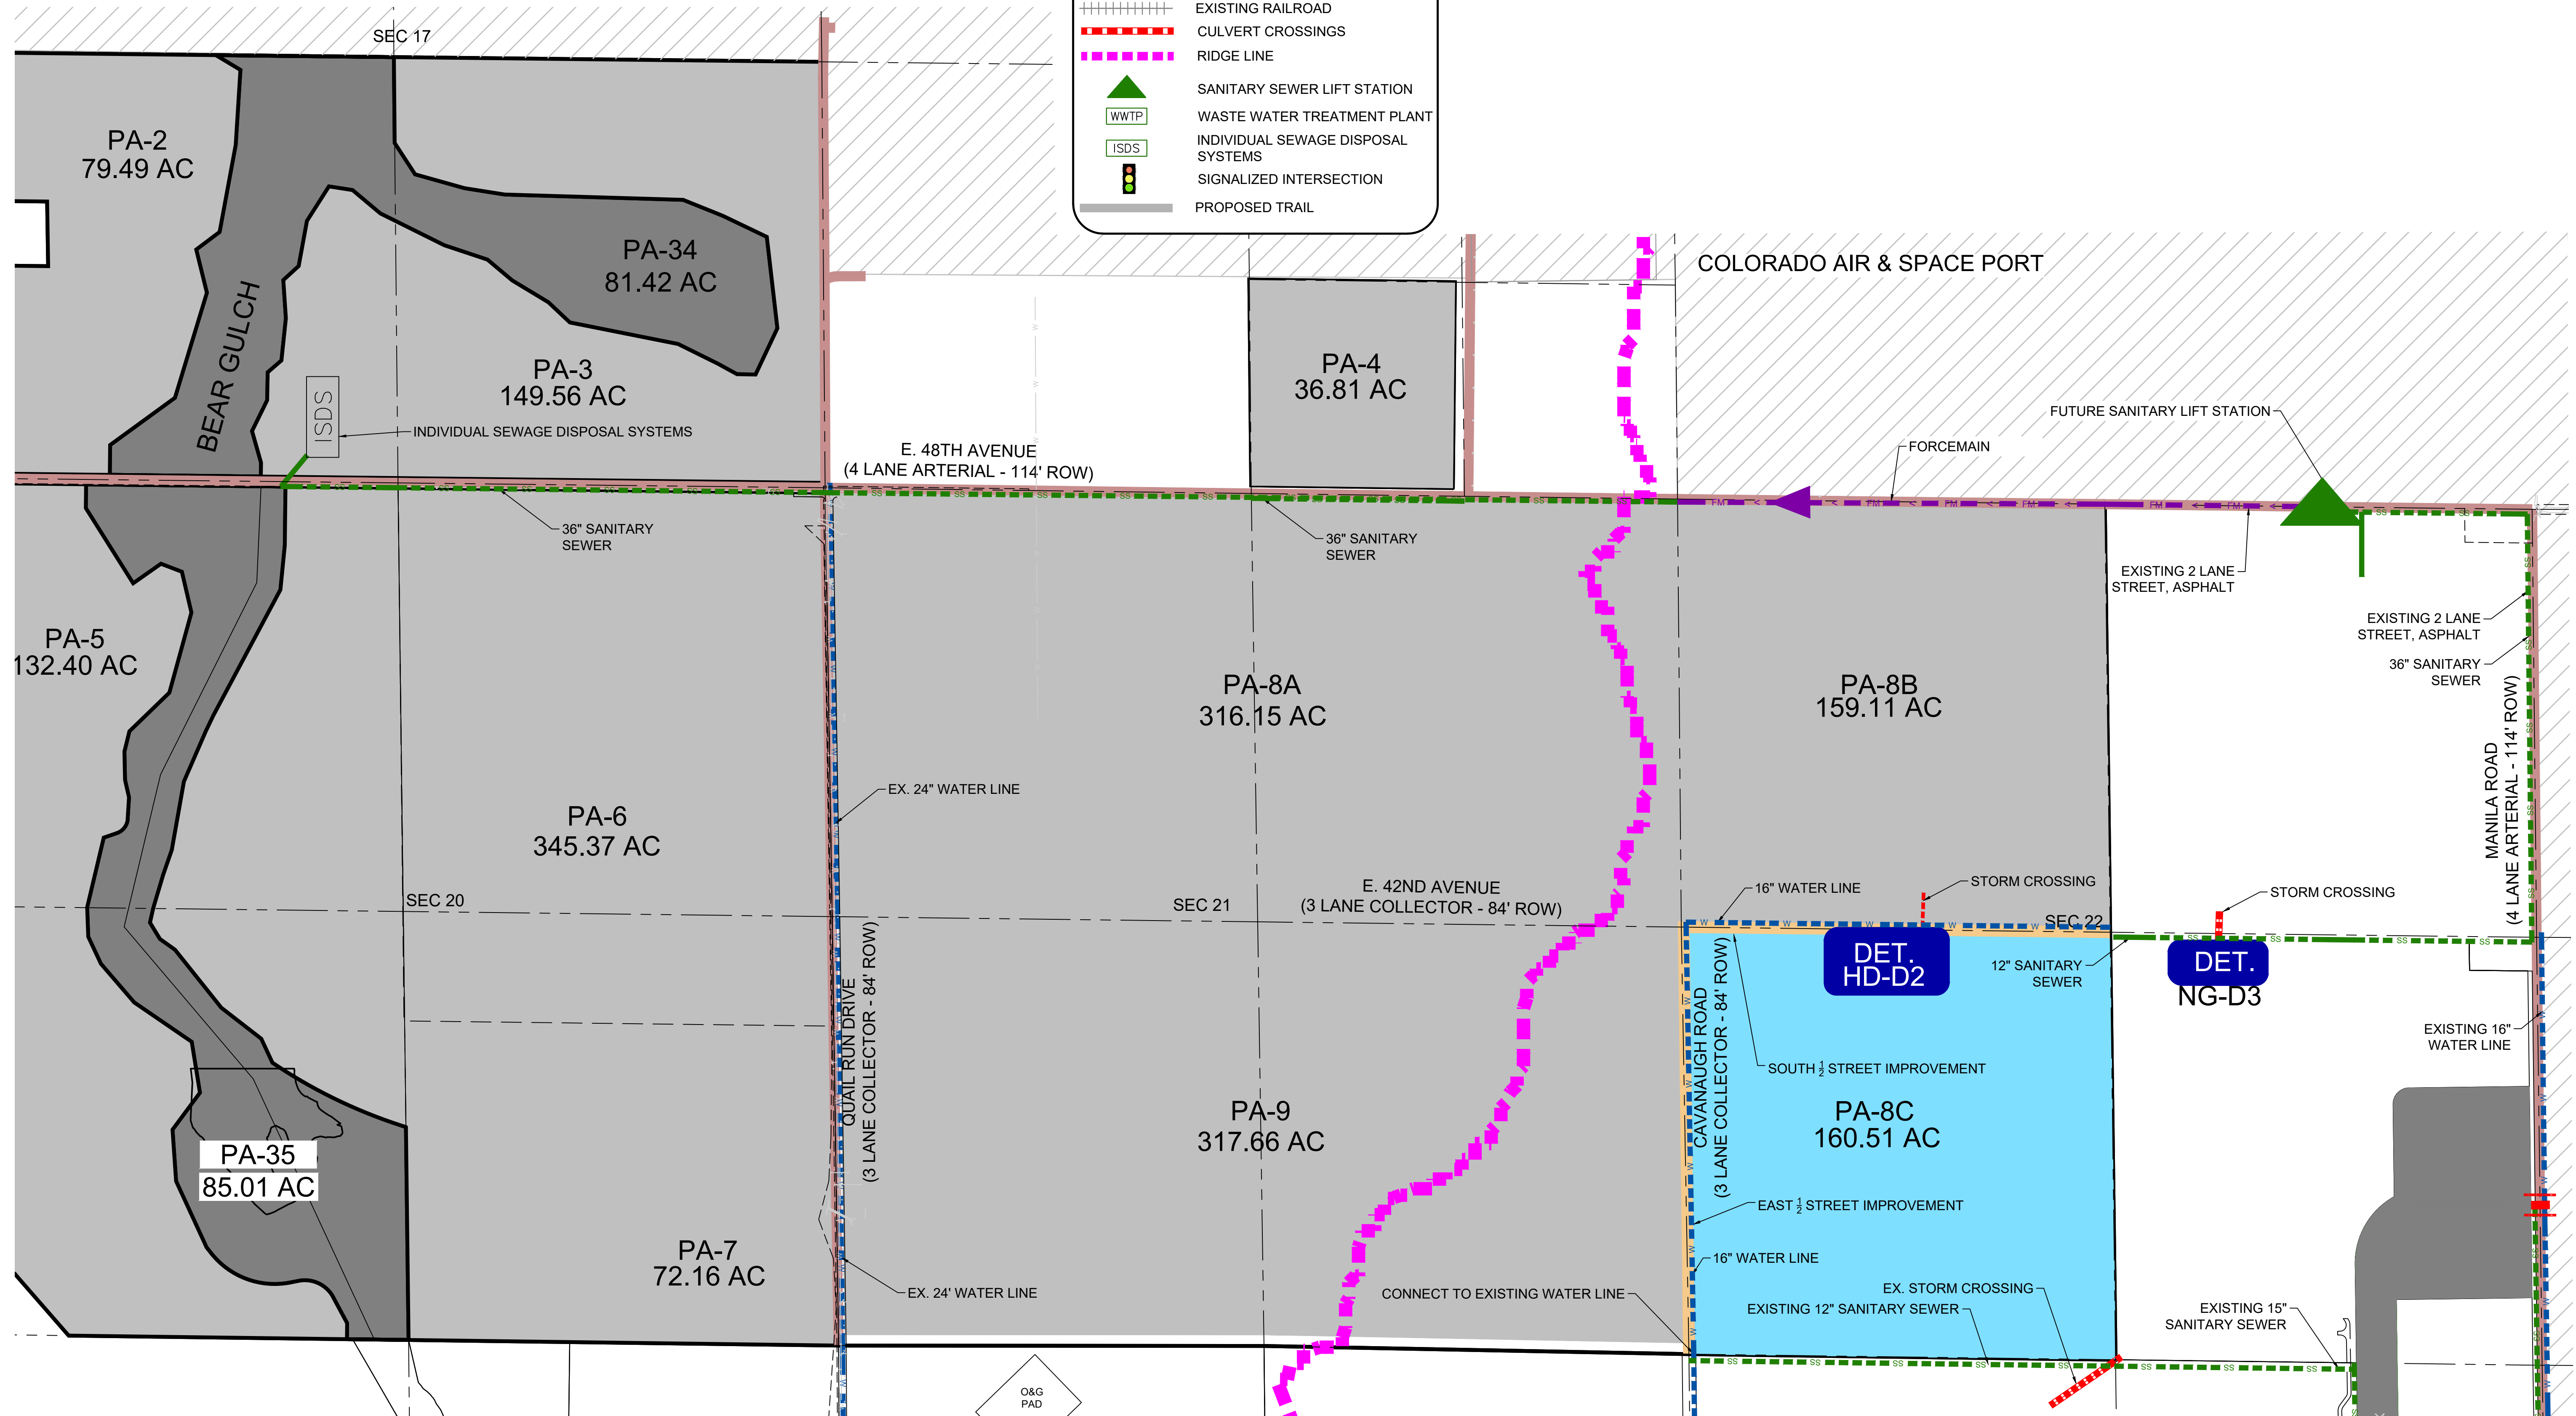 EXISTING RAILROAD
CULVERT CROSSINGS
RIDGE LINE
SANITARY SEWER LIFT STATION
WWTP
WASTE WATER TREATMENT PLANT
ISDS
INDIVIDUAL SEWAGE DISPOSAL
SYSTEMS
SIGNALIZED INTERSECTION
PROPOSED TRAIL
SEC 17
PA-2
79.49 AC
PA-34
81.42 AC
BEAR GULCH
PA-3
149.56 AC
ISDS
INDIVIDUAL SEWAGE DISPOSAL SYSTEMS
PA-4
36.81 AC
COLORADO AIR & SPACE PORT
E. 48TH AVENUE
(4 LANE ARTERIAL - 114' ROW)
FUTURE SANITARY LIFT STATION
FORCEMAIN
36" SANITARY
SEWER
36" SANITARY
SEWER
EXISTING 2 LANE
STREET, ASPHALT
EXISTING 2 LANE
STREET, ASPHALT
36" SANITARY
SEWER
MANILA ROAD
(4 LANE ARTERIAL - 114' ROW)
PA-5
132.40 AC
PA-8A
316.15 AC
PA-8B
159.11 AC
EX. 24" WATER LINE
PA-6
345.37 AC
SEC 20
SEC 21
E. 42ND AVENUE
(3 LANE COLLECTOR - 84' ROW)
16" WATER LINE
STORM CROSSING
STORM CROSSING
SEC 22
DET.
HD-D2
12" SANITARY
SEWER
DET.
NG-D3
QUAIL RUN DRIVE
(3 LANE COLLECTOR - 84' ROW)
CAVANAUGH ROAD
(3 LANE COLLECTOR - 84' ROW)
EXISTING 16"
WATER LINE
SOUTH ½ STREET IMPROVEMENT
PA-9
317.66 AC
PA-8C
160.51 AC
PA-35
85.01 AC
EAST ½ STREET IMPROVEMENT
PA-7
72.16 AC
16" WATER LINE
EX. 24' WATER LINE
CONNECT TO EXISTING WATER LINE
EX. STORM CROSSING
EXISTING 12" SANITARY SEWER
EXISTING 15"
SANITARY SEWER
O&G
PAD